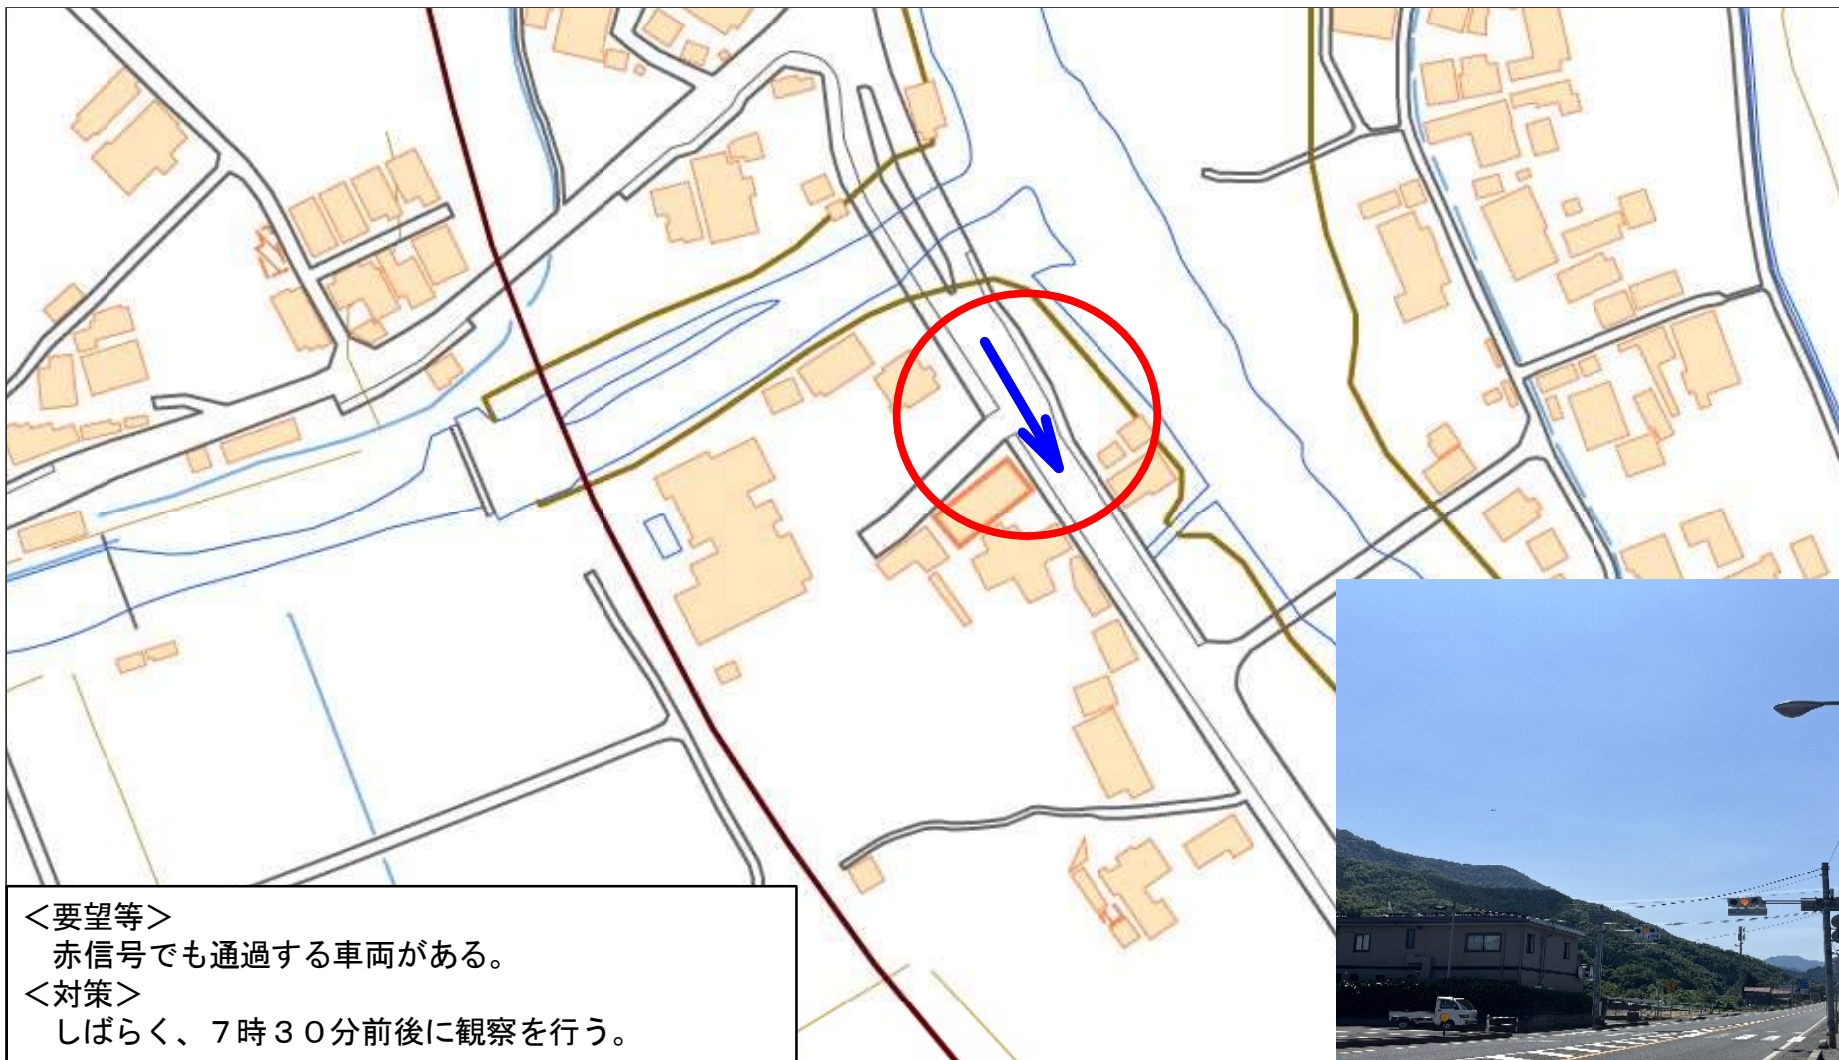 ＜要望等＞
赤信号でも通過する車両がある。
＜対策＞
しばらく、７時３０分前後に観察を行う。